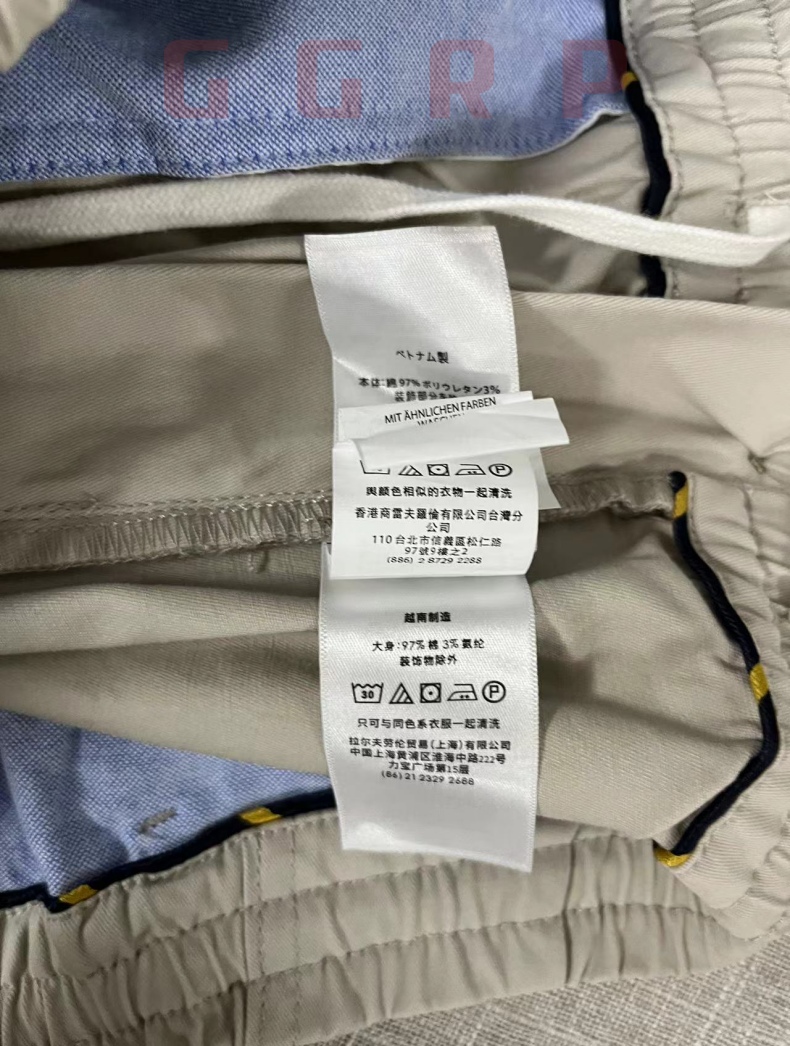 GGRP
ベトナム製
本体:綿 97% ポリウレタン3%
装飾部分を
MIT ÄHNLICHEN FARBEN
WASCHEN
與顏色相似的衣物一起清洗
香港商雷夫羅倫有限公司台灣分
公司
110 台北市信義區松仁路
97號9樓之2
(886) 2 8729 2288
越南制造
大身:97% 棉 3% 氨纶
装饰物除外
30 P
只可与同色系衣服一起清洗
拉尔夫劳伦贸易(上海)有限公司
中国上海黄浦区淮海中路222号
力宝广场第15层
(86) 21 2329 2688